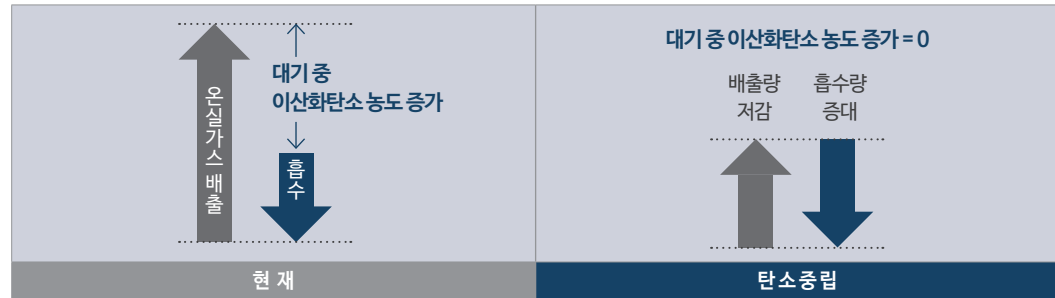 온실가스 배출
대기 중
이산화탄소 농도 증가
흡수
현 재
대기 중 이산화탄소 농도 증가 = 0
배출량 흡수량
저감 증대
탄소중립